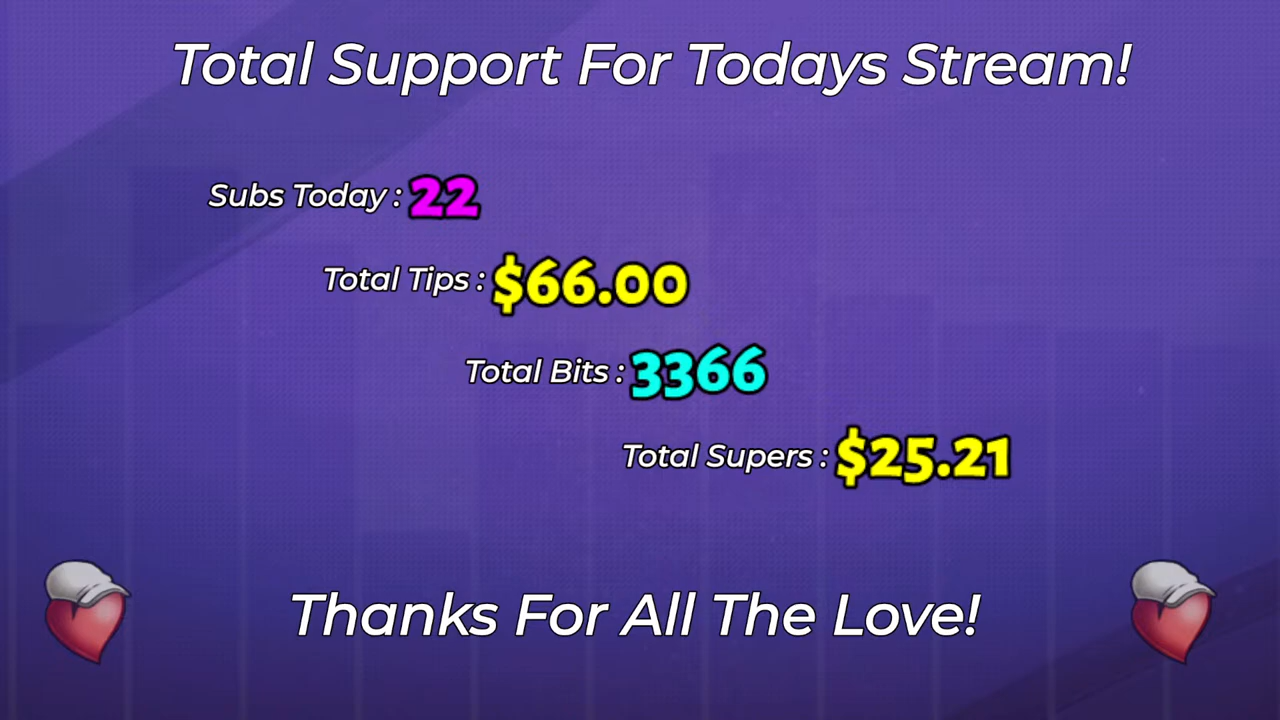 Total Support For Todays Stream!
Subs Today : 22
Total Tips : $66.00
Total Bits : 3366
Total Supers : $25.21
Thanks For All The Love!